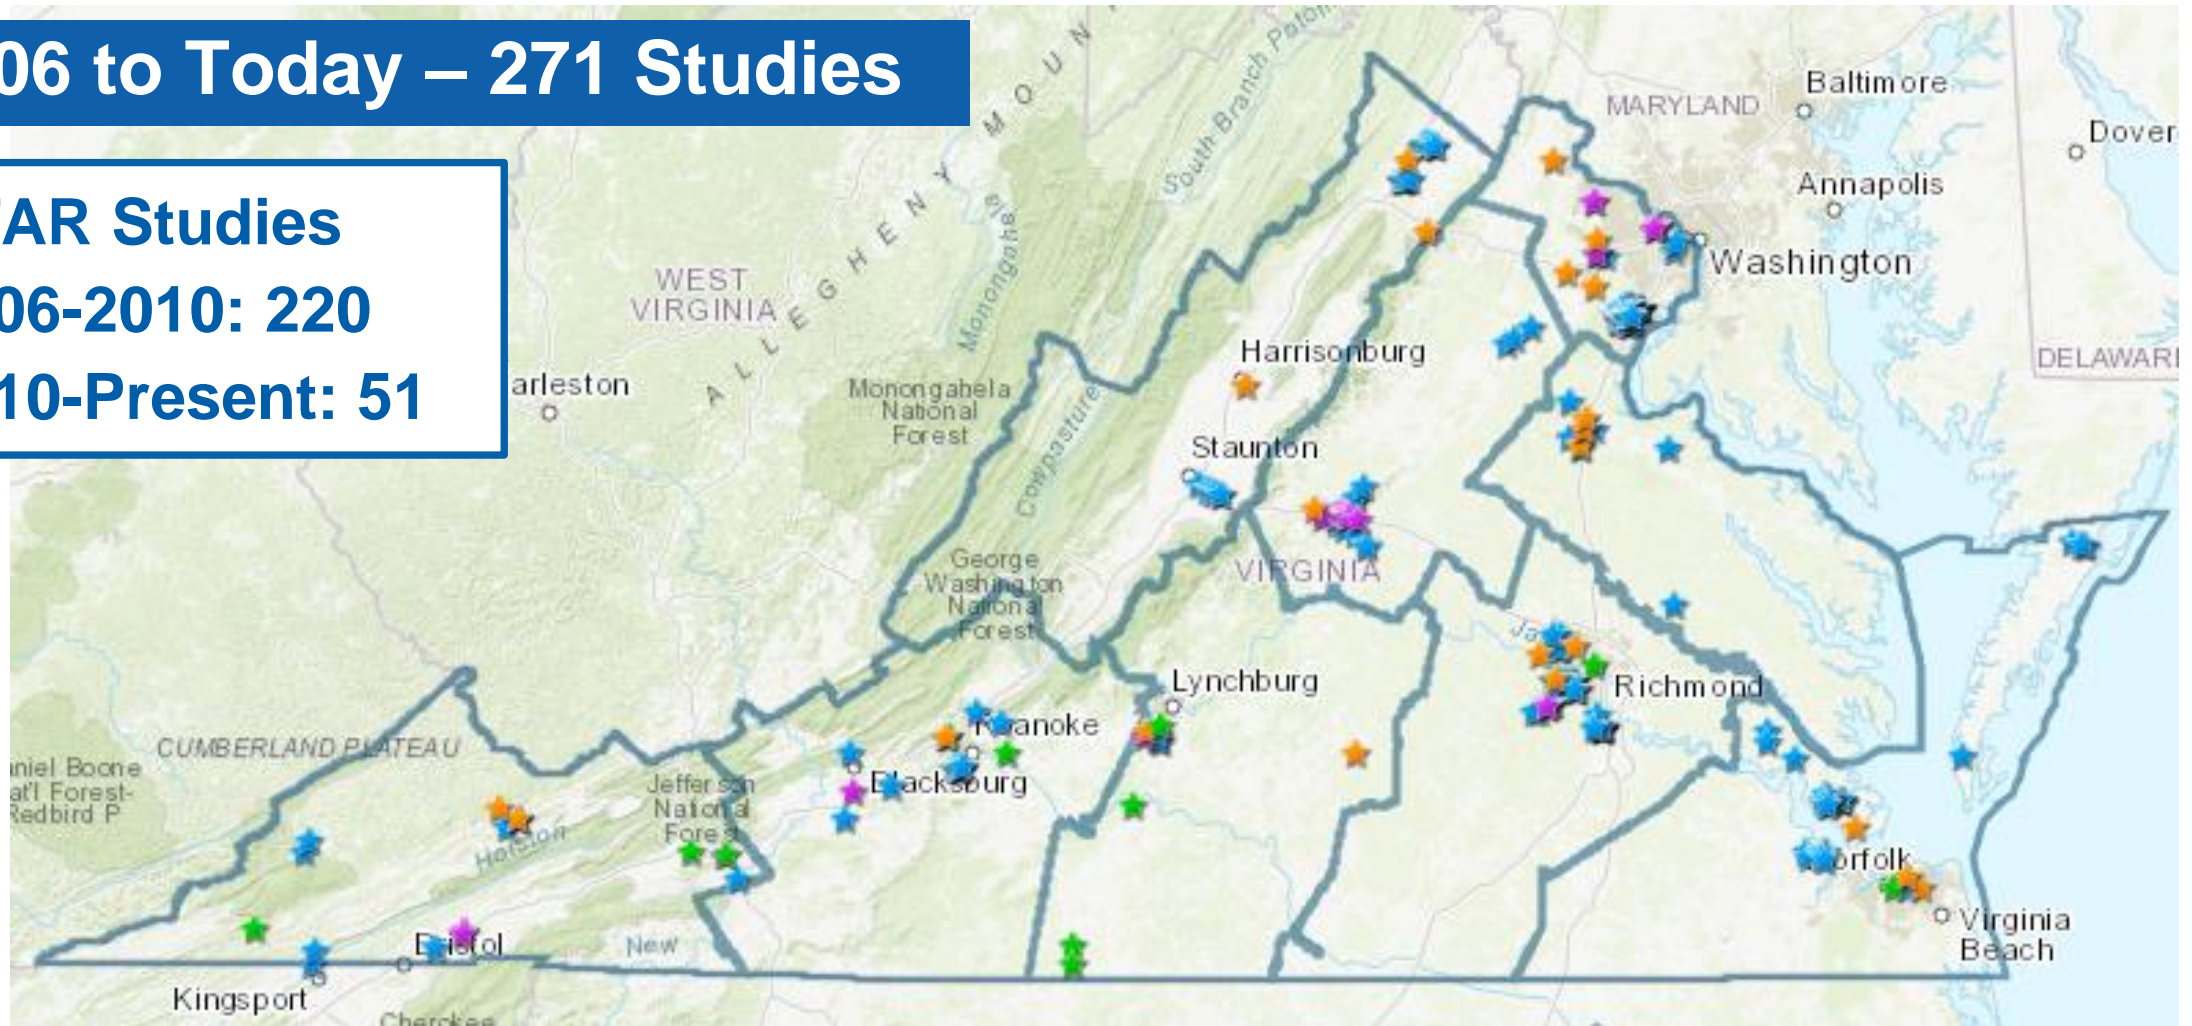 06 to Today – 271 Studies
AR Studies
06-2010: 220
10-Present: 51
Baltimore
MARYLAND
Dover
Annapolis
Washington
DELAWARE
South Branch Potom
ALLEGHENY MOUN
WEST
VIRGINIA
Monongahela
arleston
Monongahela
National
Forest
Cowpasture
Harrisonburg
Staunton
George
Washington
National
Forest
VIRGINIA
Lynchburg
Ja
Richmond
CUMBERLAND PLATEAU
Roanoke
Blacksburg
niel Boone
at'l Forest-
Redbird P
Jefferson
National
Forest
Holston
Norfolk
Virginia
Beach
Bristol
New
Kingsport
Cherokee